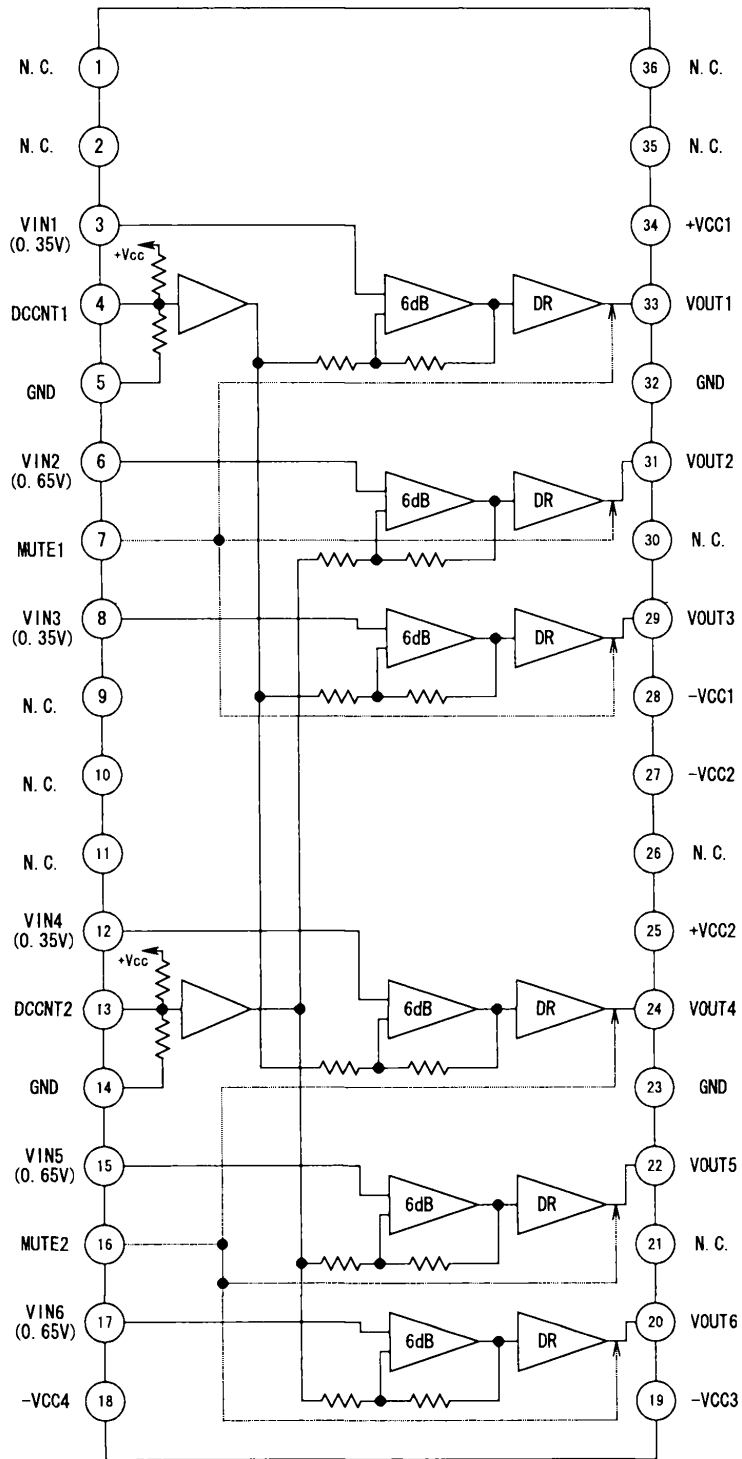 N.C. 1 36 N.C.
N.C. 2 35 N.C.
VIN1 3 34 +VCC1
(0.35V)
+Vcc
DCCNT1 4 6dB DR 33 VOUT1
GND 5 32 GND
VIN2 6 31 VOUT2
(0.65V)
6dB DR
MUTE1 7 30 N.C.
VIN3 8 29 VOUT3
(0.35V)
6dB DR
N.C. 9 28 -VCC1
N.C. 10 27 -VCC2
N.C. 11 26 N.C.
VIN4 12 25 +VCC2
(0.35V)
+Vcc
DCCNT2 13 6dB DR 24 VOUT4
GND 14 23 GND
VIN5 15 22 VOUT5
(0.65V)
6dB DR
MUTE2 16 21 N.C.
VIN6 17 20 VOUT6
(0.65V)
6dB DR
-VCC4 18 19 -VCC3